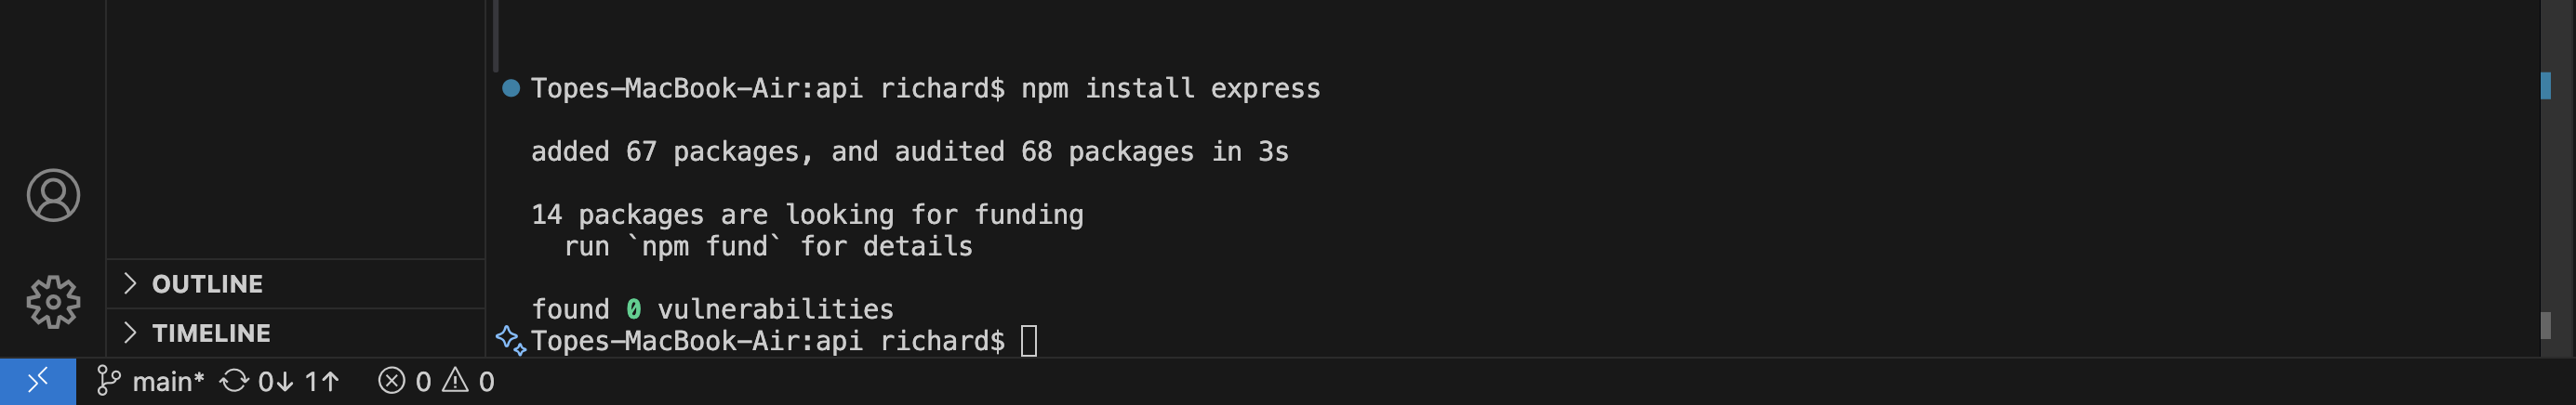 Topes-MacBook-Air:api richard$ npm install express
added 67 packages, and audited 68 packages in 3s
14 packages are looking for funding
run `npm fund` for details
found 0 vulnerabilities
Topes-MacBook-Air:api richard$
OUTLINE
TIMELINE
main* 0↓ 1↑ 0 0